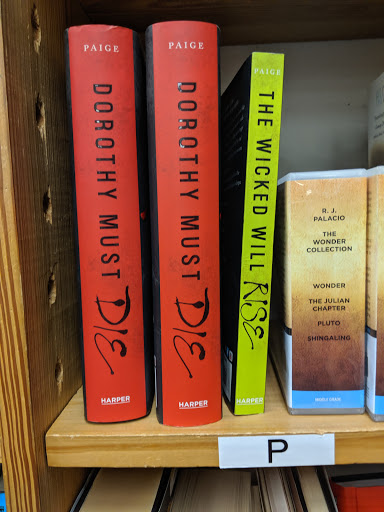 PAIGE
DOROTHY MUST DIE
HARPER
PAIGE
DOROTHY MUST DIE
HARPER
PAIGE
THE WICKED WILL RISE
HARPER
R. J.
PALACIO
THE
WONDER
COLLECTION
WONDER
THE JULIAN
CHAPTER
PLUTO
SHINGALING
P